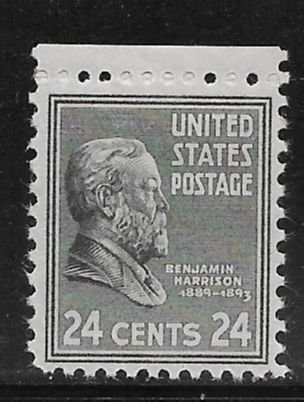 UNITED
STATES
POSTAGE
BENJAMIN
HARRISON
1889-1893
24 CENTS 24